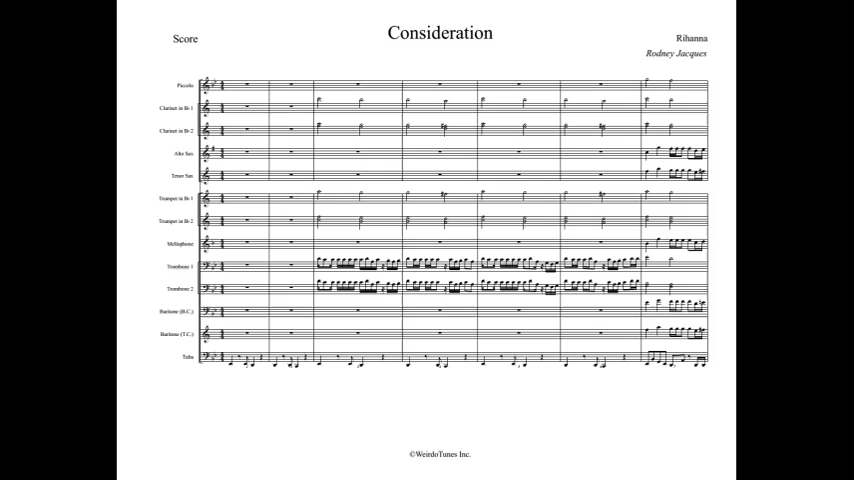 Consideration
Score
Rihanna
Rodney Jacques
Piccolo
Clarinet in B♭ 1
Clarinet in B♭ 2
Alto Sax
Tenor Sax
Trumpet in B♭ 1
Trumpet in B♭ 2
Mellophone
Trombone 1
Trombone 2
Baritone (B.C.)
Baritone (T.C.)
Tuba
©WeirdoTunes Inc.